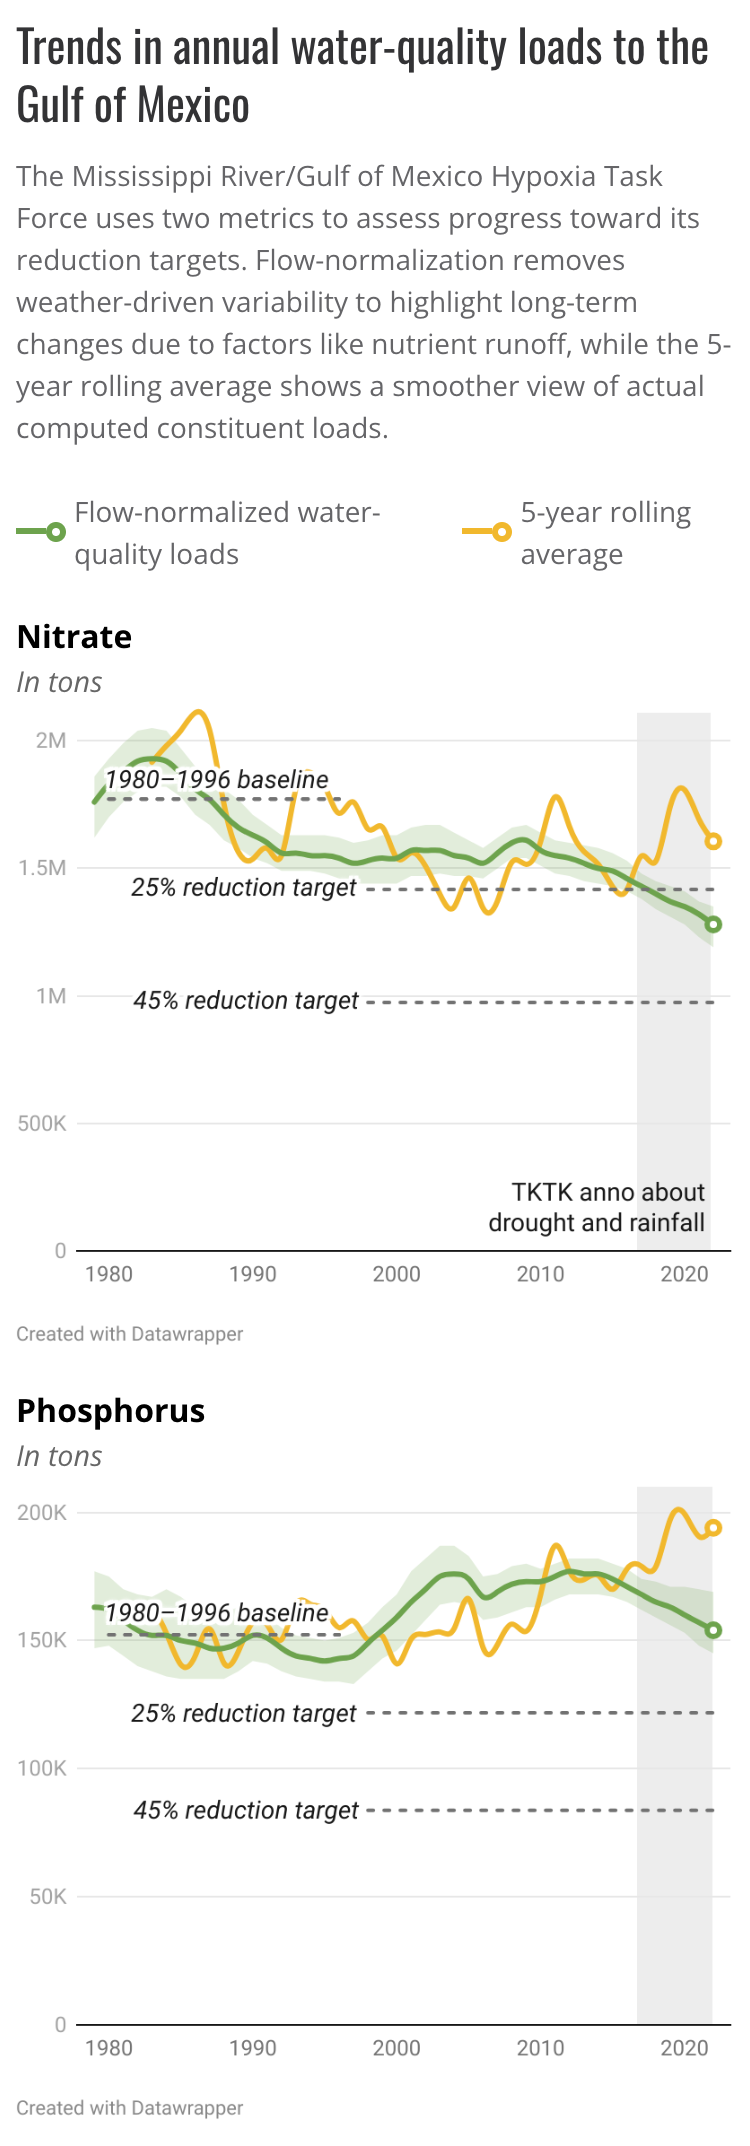 Trends in annual water-quality loads to the
Gulf of Mexico
The Mississippi River/Gulf of Mexico Hypoxia Task
Force uses two metrics to assess progress toward its
reduction targets. Flow-normalization removes
weather-driven variability to highlight long-term
changes due to factors like nutrient runoff, while the 5-
year rolling average shows a smoother view of actual
computed constituent loads.
Flow-normalized water-
quality loads
5-year rolling
average
Nitrate
In tons
2M
1980–1996 baseline
1.5M
25% reduction target
1M
45% reduction target
500K
TKTK anno about
drought and rainfall
0
1980 1990 2000 2010 2020
Created with Datawrapper
Phosphorus
In tons
200K
1980–1996 baseline
150K
25% reduction target
100K
45% reduction target
50K
0
1980 1990 2000 2010 2020
Created with Datawrapper